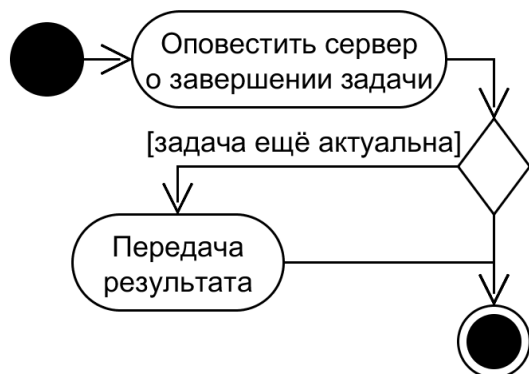 Оповестить сервер
о завершении задачи
[задача ещё актуальна]
Передача
результата